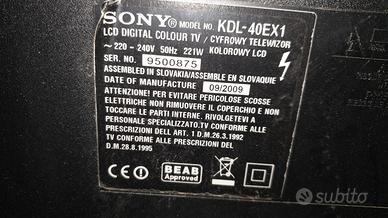 SONY® MODEL NO. KDL-40EX1
LCD DIGITAL COLOUR TV / CYFROWY TELEWIZOR
~ 220 - 240V 50Hz 221W KOLOROWY LCD
SER. NO. 9500875
ASSEMBLED IN SLOVAKIA/ASSEMBLE EN SLOVAQUIE
DATE OF MANUFACTURE 09/2009
ATTENZIONE! PER EVITARE PERICOLOSE SCOSSE
ELETTRICHE NON RIMUOVERE IL COPERCHIO E NON
TOCCARE LE PARTI INTERNE. RIVOLGETEVI A
PERSONALE SPECIALIZZATO.TV CONFORME ALLE
PRESCRIZIONI DELL' ART. 1 D.M.26.3.1992
TV CONFORME ALLE PRESCRIZIONI DEL
D.M.28.8.1995
CE
BEAB
Approved
subito